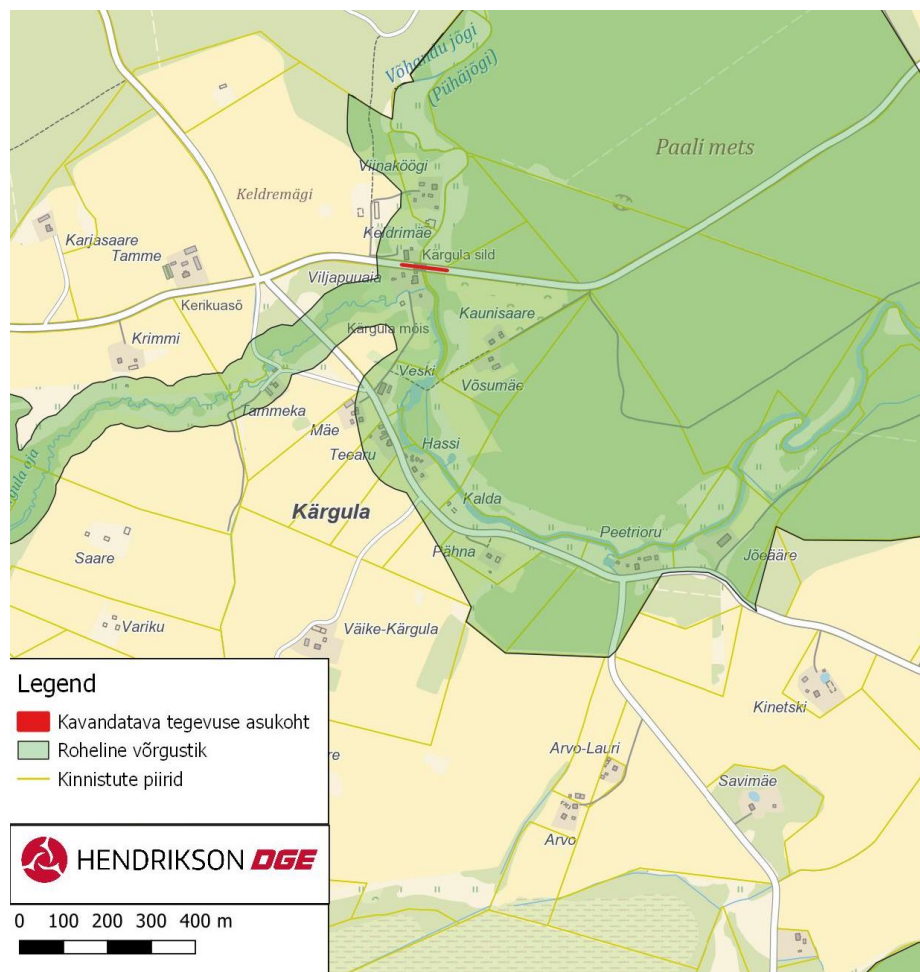 Võhandu jõgi
(Pühäjõgi)
Paali mets
Viinaköögi
Keldremägi
Karjasaare
Keldrimäe
Tamme
Kärgula sild
Viljapuuaia
Kerikuasõ
Kaunisaare
Kärgula mõis
Krimmi
Veski
Võsumäe
Tammeka
Mäe
Hassi
Teearu
Kalda
Kärgula
Peetrioru
Pähna
Jõeääre
Saare
Variku
Väike-Kärgula
Kinetski
Arvo-Lauri
Savimäe
Arvo
Legend
Kavandatava tegevuse asukoht
Roheline võrgustik
Kinnistute piirid
HENDRIKSON DGE
0 100 200 300 400 m